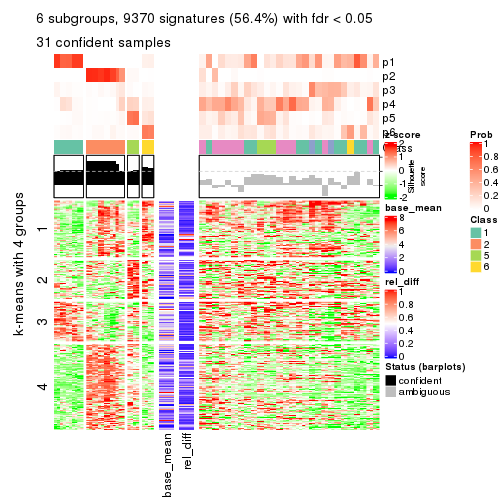 6 subgroups, 9370 signatures (56.4%) with fdr < 0.05
31 confident samples
p1
p2
p3
p4
p5
p6
Class
Silhouette
score
k-means with 4 groups
1
2
3
4
base_mean
rel_diff
z-score
2
1
0
-1
-2
base_mean
8
6
4
2
0
rel_diff
1
0.8
0.6
0.4
0.2
0
Status (barplots)
confident
ambiguous
Prob
1
0.8
0.6
0.4
0.2
0
Class
1
2
5
6